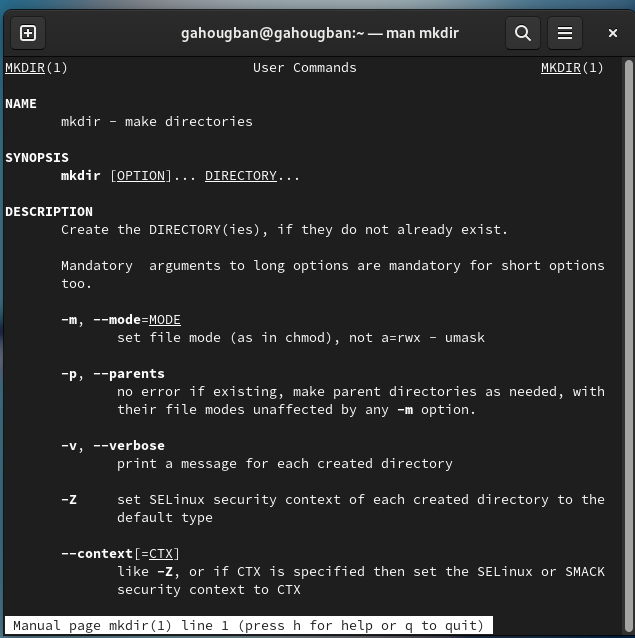 gahougban@gahougban:~ — man mkdir
MKDIR(1) User Commands MKDIR(1)
NAME
mkdir - make directories
SYNOPSIS
mkdir [OPTION]... DIRECTORY...
DESCRIPTION
Create the DIRECTORY(ies), if they do not already exist.
Mandatory arguments to long options are mandatory for short options
too.
-m, --mode=MODE
set file mode (as in chmod), not a=rwx - umask
-p, --parents
no error if existing, make parent directories as needed, with
their file modes unaffected by any -m option.
-v, --verbose
print a message for each created directory
-Z set SELinux security context of each created directory to the
default type
--context[=CTX]
like -Z, or if CTX is specified then set the SELinux or SMACK
security context to CTX
Manual page mkdir(1) line 1 (press h for help or q to quit)